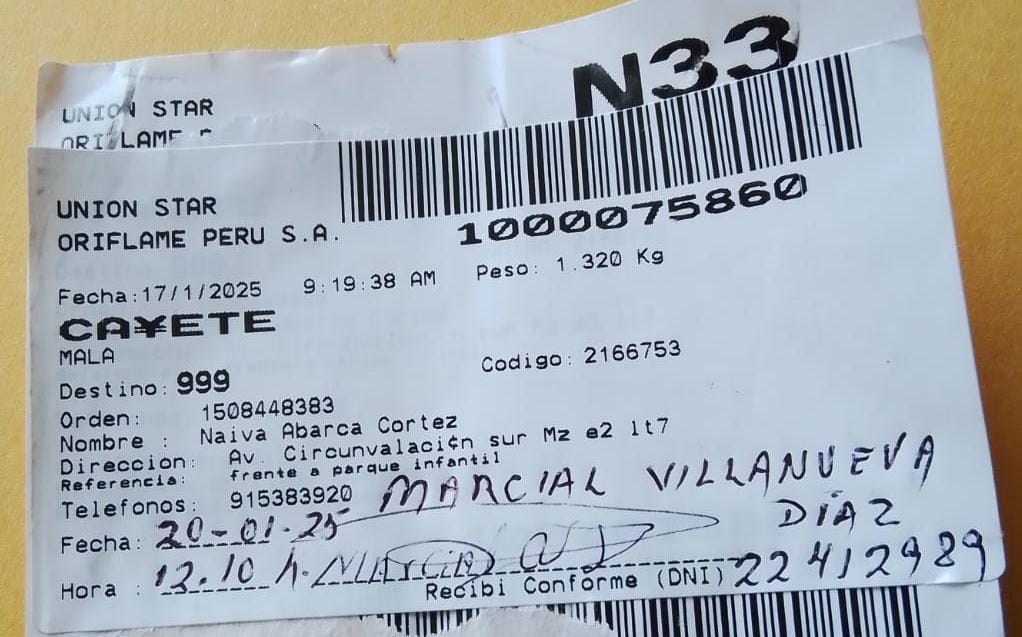 N33
UNION STAR
UNION STAR
ORIFLAME PERU S.A.
1000075860
Fecha:17/1/2025 9:19:38 AM Peso: 1.320 Kg
CA¥ETE
MALA
Codigo: 2166753
Destino: 999
Orden: 1508448383
Nombre : Naiva Abarca Cortez
Direccion: Av. Circunvalaci¢n sur Mz e2 lt7
Referencia: frente a parque infantil
Telefonos: 915383920 MARCIAL VILLANUEVA
DÍAZ
Fecha: 20-01-25
Hora : 12.10 h.
Recibi Conforme (DNI) 22412989